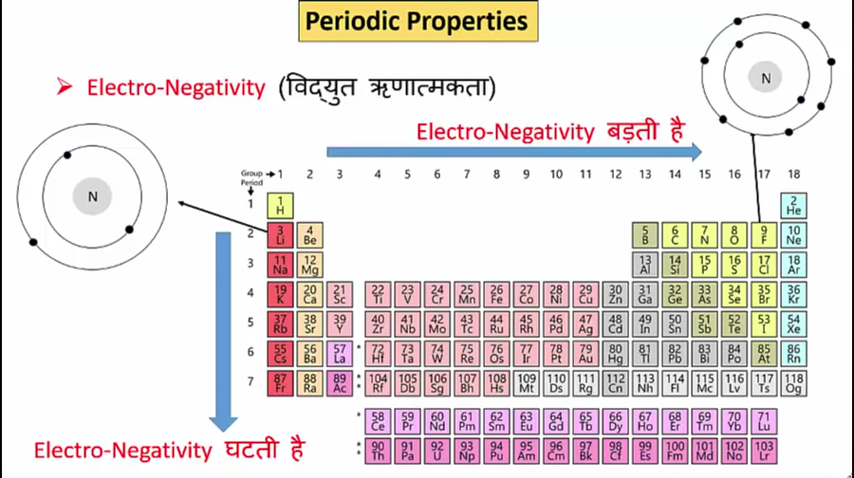 Periodic Properties
➢ Electro-Negativity (विद्युत ऋणात्मकता)
Electro-Negativity बड़ती है
N
N
Group → 1 2 3 4 5 6 7 8 9 10 11 12 13 14 15 16 17 18
Period
1 1 H 2 He
2 3 Li 4 Be 5 B 6 C 7 N 8 O 9 F 10 Ne
3 11 Na 12 Mg 13 Al 14 Si 15 P 16 S 17 Cl 18 Ar
4 19 K 20 Ca 21 Sc 22 Ti 23 V 24 Cr 25 Mn 26 Fe 27 Co 28 Ni 29 Cu 30 Zn 31 Ga 32 Ge 33 As 34 Se 35 Br 36 Kr
5 37 Rb 38 Sr 39 Y 40 Zr 41 Nb 42 Mo 43 Tc 44 Ru 45 Rh 46 Pd 47 Ag 48 Cd 49 In 50 Sn 51 Sb 52 Te 53 I 54 Xe
6 55 Cs 56 Ba 57 La * 72 Hf 73 Ta 74 W 75 Re 76 Os 77 Ir 78 Pt 79 Au 80 Hg 81 Tl 82 Pb 83 Bi 84 Po 85 At 86 Rn
7 87 Fr 88 Ra 89 Ac ** 104 Rf 105 Db 106 Sg 107 Bh 108 Hs 109 Mt 110 Ds 111 Rg 112 Cn 113 Nh 114 Fl 115 Mc 116 Lv 117 Ts 118 Og
* 58 Ce 59 Pr 60 Nd 61 Pm 62 Sm 63 Eu 64 Gd 65 Tb 66 Dy 67 Ho 68 Er 69 Tm 70 Yb 71 Lu
** 90 Th 91 Pa 92 U 93 Np 94 Pu 95 Am 96 Cm 97 Bk 98 Cf 99 Es 100 Fm 101 Md 102 No 103 Lr
Electro-Negativity घटती है